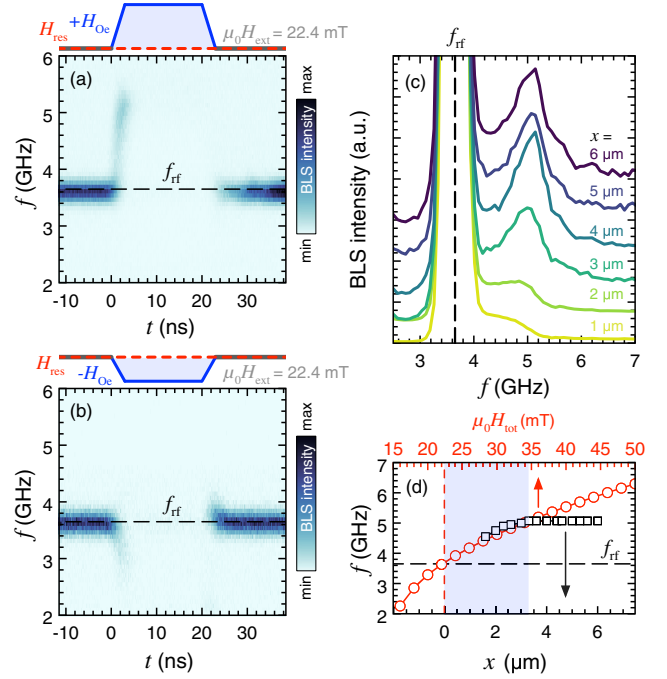 H_res +H_Oe μ₀H_ext = 22.4 mT
(a)
f (GHz)
6
5
4
3
2
f_rf
-10 0 10 20 30
t (ns)
max
BLS intensity
min
H_res -H_Oe μ₀H_ext = 22.4 mT
(b)
f (GHz)
6
5
4
3
2
f_rf
-10 0 10 20 30
t (ns)
max
BLS intensity
min
f_rf
(c)
BLS intensity (a.u.)
x =
6 µm
5 µm
4 µm
3 µm
2 µm
1 µm
3 4 5 6 7
f (GHz)
μ₀H_tot (mT)
15 20 25 30 35 40 45 50
(d)
f (GHz)
7
6
5
4
3
2
f_rf
0 2 4 6
x (µm)